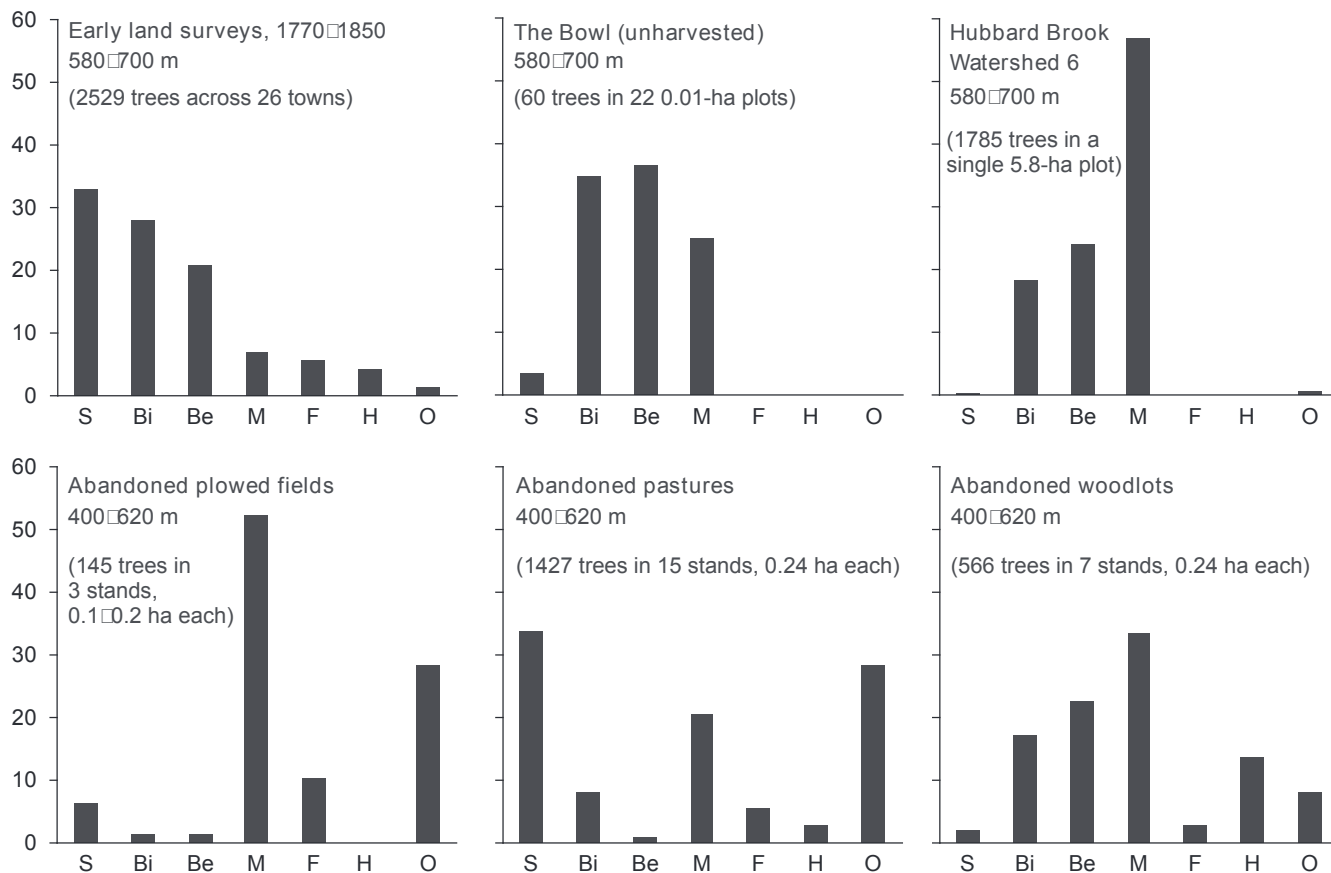 60
50
40
30
20
10
0
Early land surveys, 1770□1850
580□700 m
(2529 trees across 26 towns)
S Bi Be M F H O
The Bowl (unharvested)
580□700 m
(60 trees in 22 0.01-ha plots)
S Bi Be M F H O
Hubbard Brook
Watershed 6
580□700 m
(1785 trees in a
single 5.8-ha plot)
S Bi Be M F H O
60
50
40
30
20
10
0
Abandoned plowed fields
400□620 m
(145 trees in
3 stands,
0.1□0.2 ha each)
S Bi Be M F H O
Abandoned pastures
400□620 m
(1427 trees in 15 stands, 0.24 ha each)
S Bi Be M F H O
Abandoned woodlots
400□620 m
(566 trees in 7 stands, 0.24 ha each)
S Bi Be M F H O